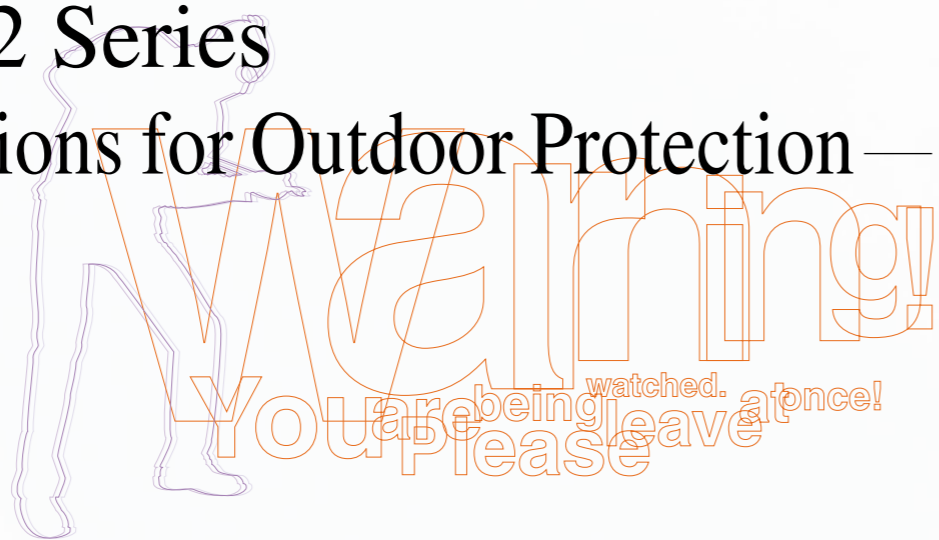 2 Series
ions for Outdoor Protection —
Warning!
You are being watched.
Please leave at once!